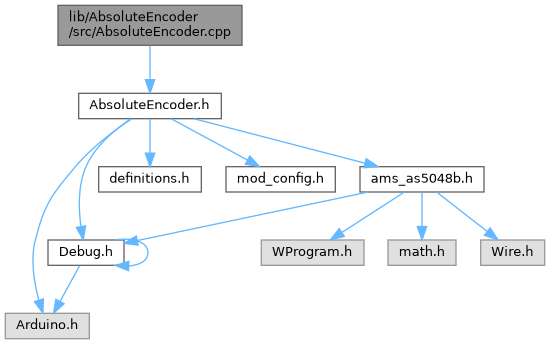 lib/AbsoluteEncoder
/src/AbsoluteEncoder.cpp
AbsoluteEncoder.h
definitions.h
mod_config.h
ams_as5048b.h
Debug.h
WProgram.h
math.h
Wire.h
Arduino.h